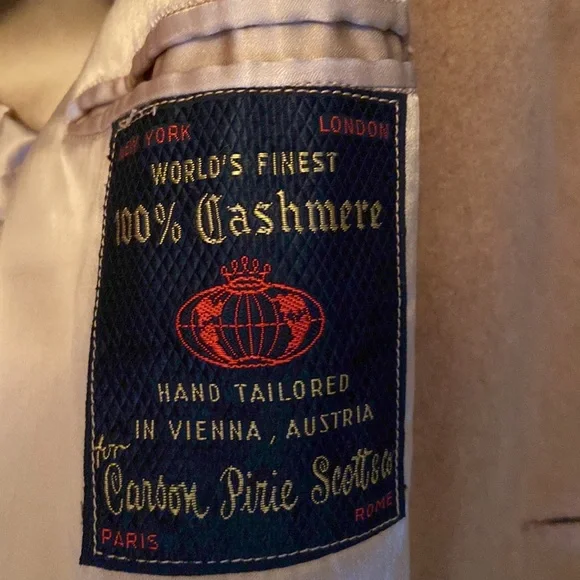 NEW YORK LONDON
WORLD'S FINEST
100% Cashmere
HAND TAILORED
IN VIENNA, AUSTRIA
for
Carson Pirie Scott & Co
PARIS ROME